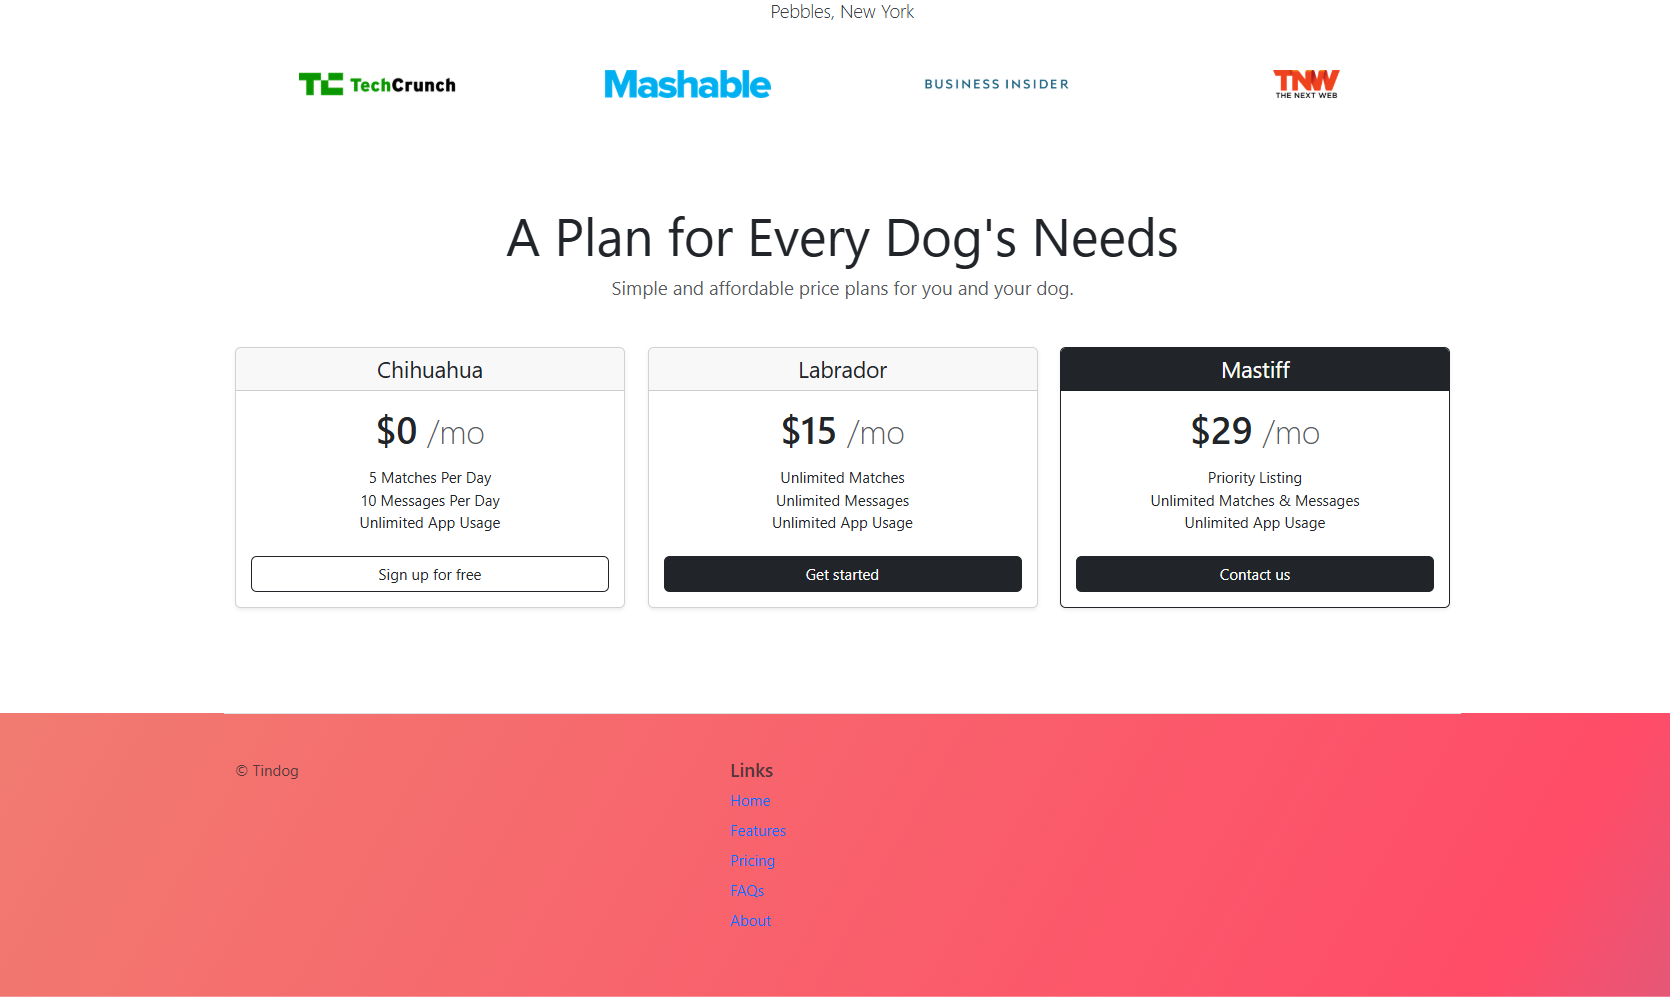 Pebbles, New York
TC TechCrunch
Mashable
BUSINESS INSIDER
TNW
THE NEXT WEB
A Plan for Every Dog's Needs
Simple and affordable price plans for you and your dog.
Chihuahua
$0 /mo
5 Matches Per Day
10 Messages Per Day
Unlimited App Usage
Sign up for free
Labrador
$15 /mo
Unlimited Matches
Unlimited Messages
Unlimited App Usage
Get started
Mastiff
$29 /mo
Priority Listing
Unlimited Matches & Messages
Unlimited App Usage
Contact us
© Tindog
Links
Home
Features
Pricing
FAQs
About